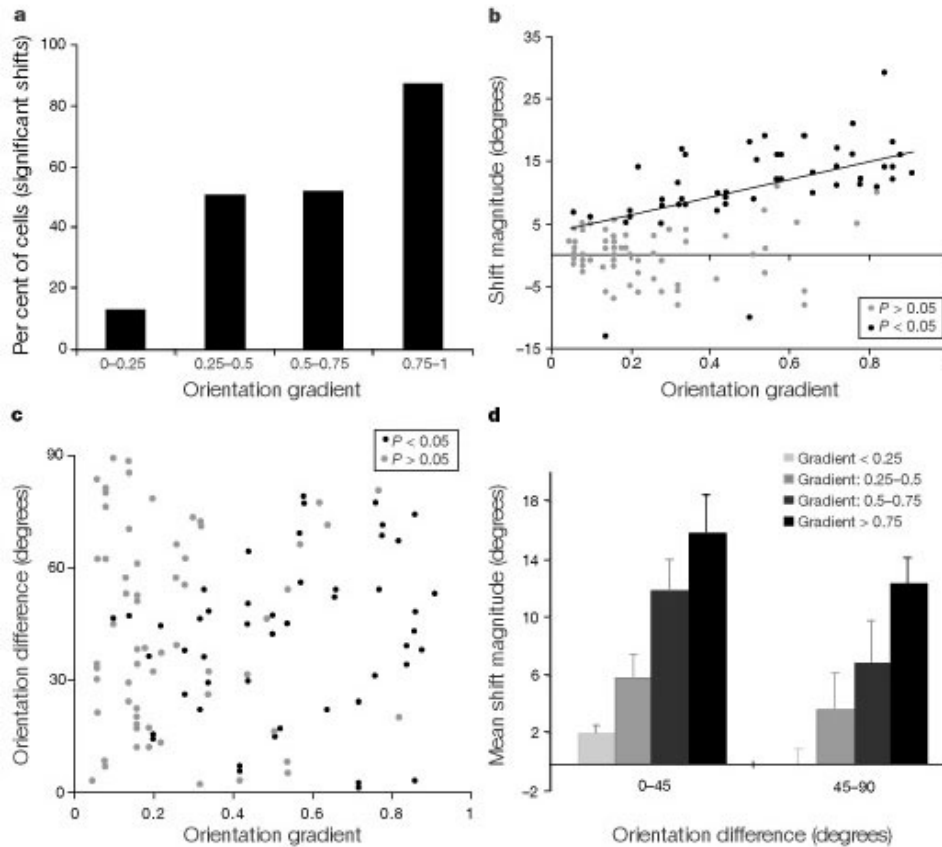 a
Per cent of cells (significant shifts)
100
80
60
40
20
0
0–0.25
0.25–0.5
0.5–0.75
0.75–1
Orientation gradient
b
Shift magnitude (degrees)
35
25
15
5
−5
−15
0.2
0.4
0.6
0.8
1
P > 0.05
P < 0.05
Orientation gradient
c
Orientation difference (degrees)
90
60
30
0
0
0.2
0.4
0.6
0.8
1
P < 0.05
P > 0.05
Orientation gradient
d
Mean shift magnitude (degrees)
18
14
10
6
2
−2
Gradient < 0.25
Gradient: 0.25–0.5
Gradient: 0.5–0.75
Gradient > 0.75
0–45
45–90
Orientation difference (degrees)